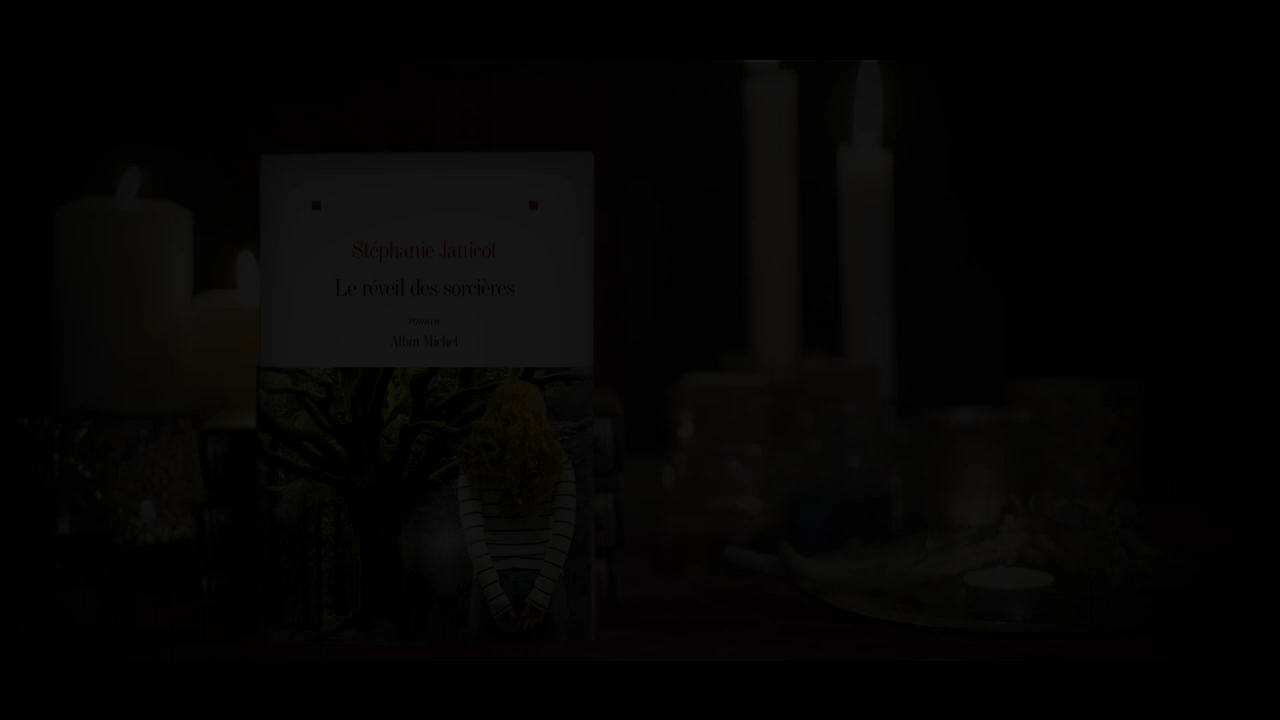 Stéphanie Janicot
Le réveil des sorcières
roman
Albin Michel